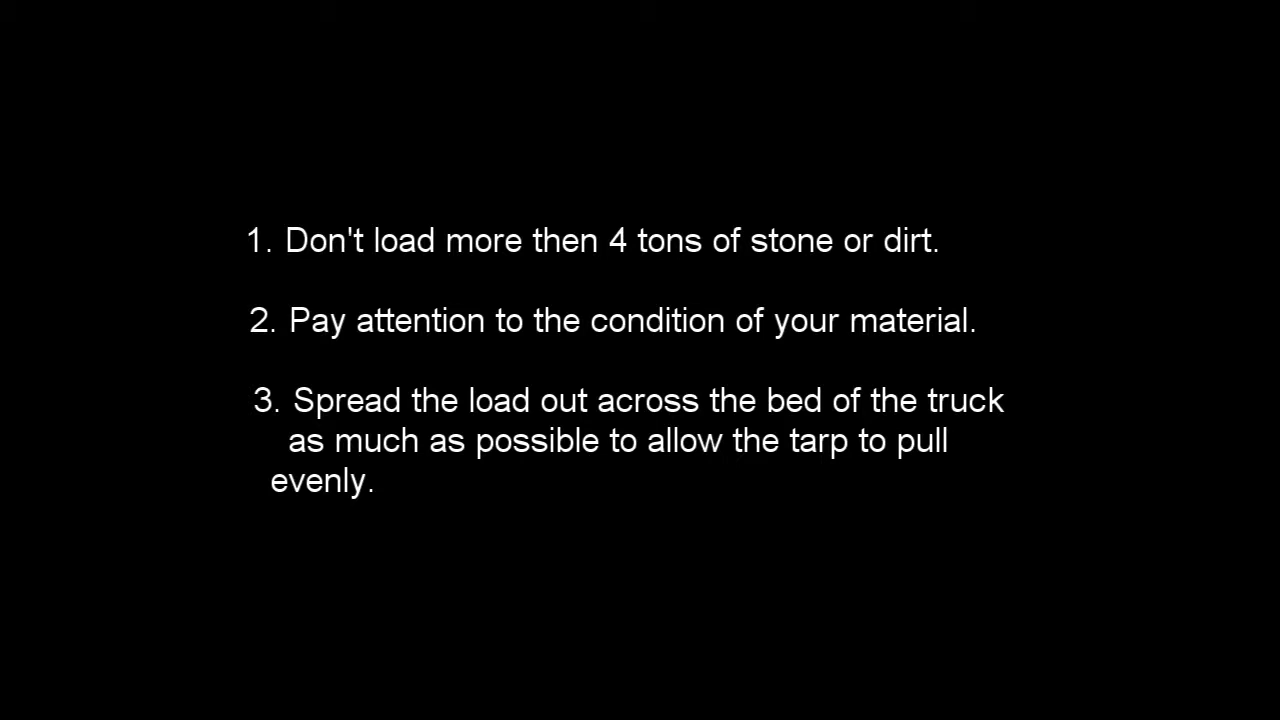 1. Don't load more then 4 tons of stone or dirt.
2. Pay attention to the condition of your material.
3. Spread the load out across the bed of the truck
as much as possible to allow the tarp to pull
evenly.